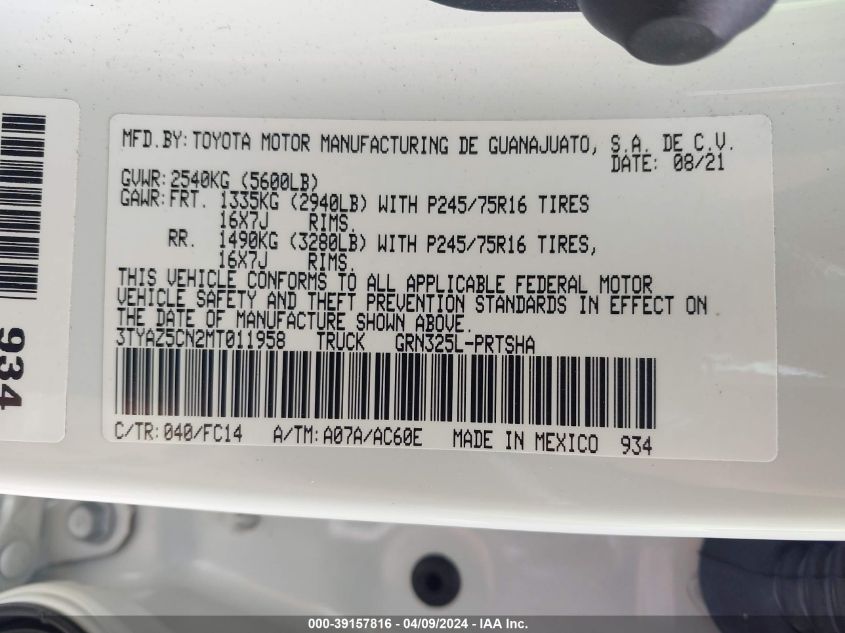 MFD.BY: TOYOTA MOTOR MANUFACTURING DE GUANAJUATO, S.A. DE C.V.
DATE: 08/21
GVWR: 2540KG (5600LB)
GAWR: FRT. 1335KG (2940LB) WITH P245/75R16 TIRES
16X7J RIMS.
RR. 1490KG (3280LB) WITH P245/75R16 TIRES,
16X7J RIMS.
THIS VEHICLE CONFORMS TO ALL APPLICABLE FEDERAL MOTOR
VEHICLE SAFETY AND THEFT PREVENTION STANDARDS IN EFFECT ON
THE DATE OF MANUFACTURE SHOWN ABOVE.
3TYAZ5CN2MT011958 TRUCK GRN325L-PRTSHA
C/TR: 040/FC14 A/TM: A07A/AC60E MADE IN MEXICO 934
934
000-39157816 - 04/09/2024 - IAA Inc.